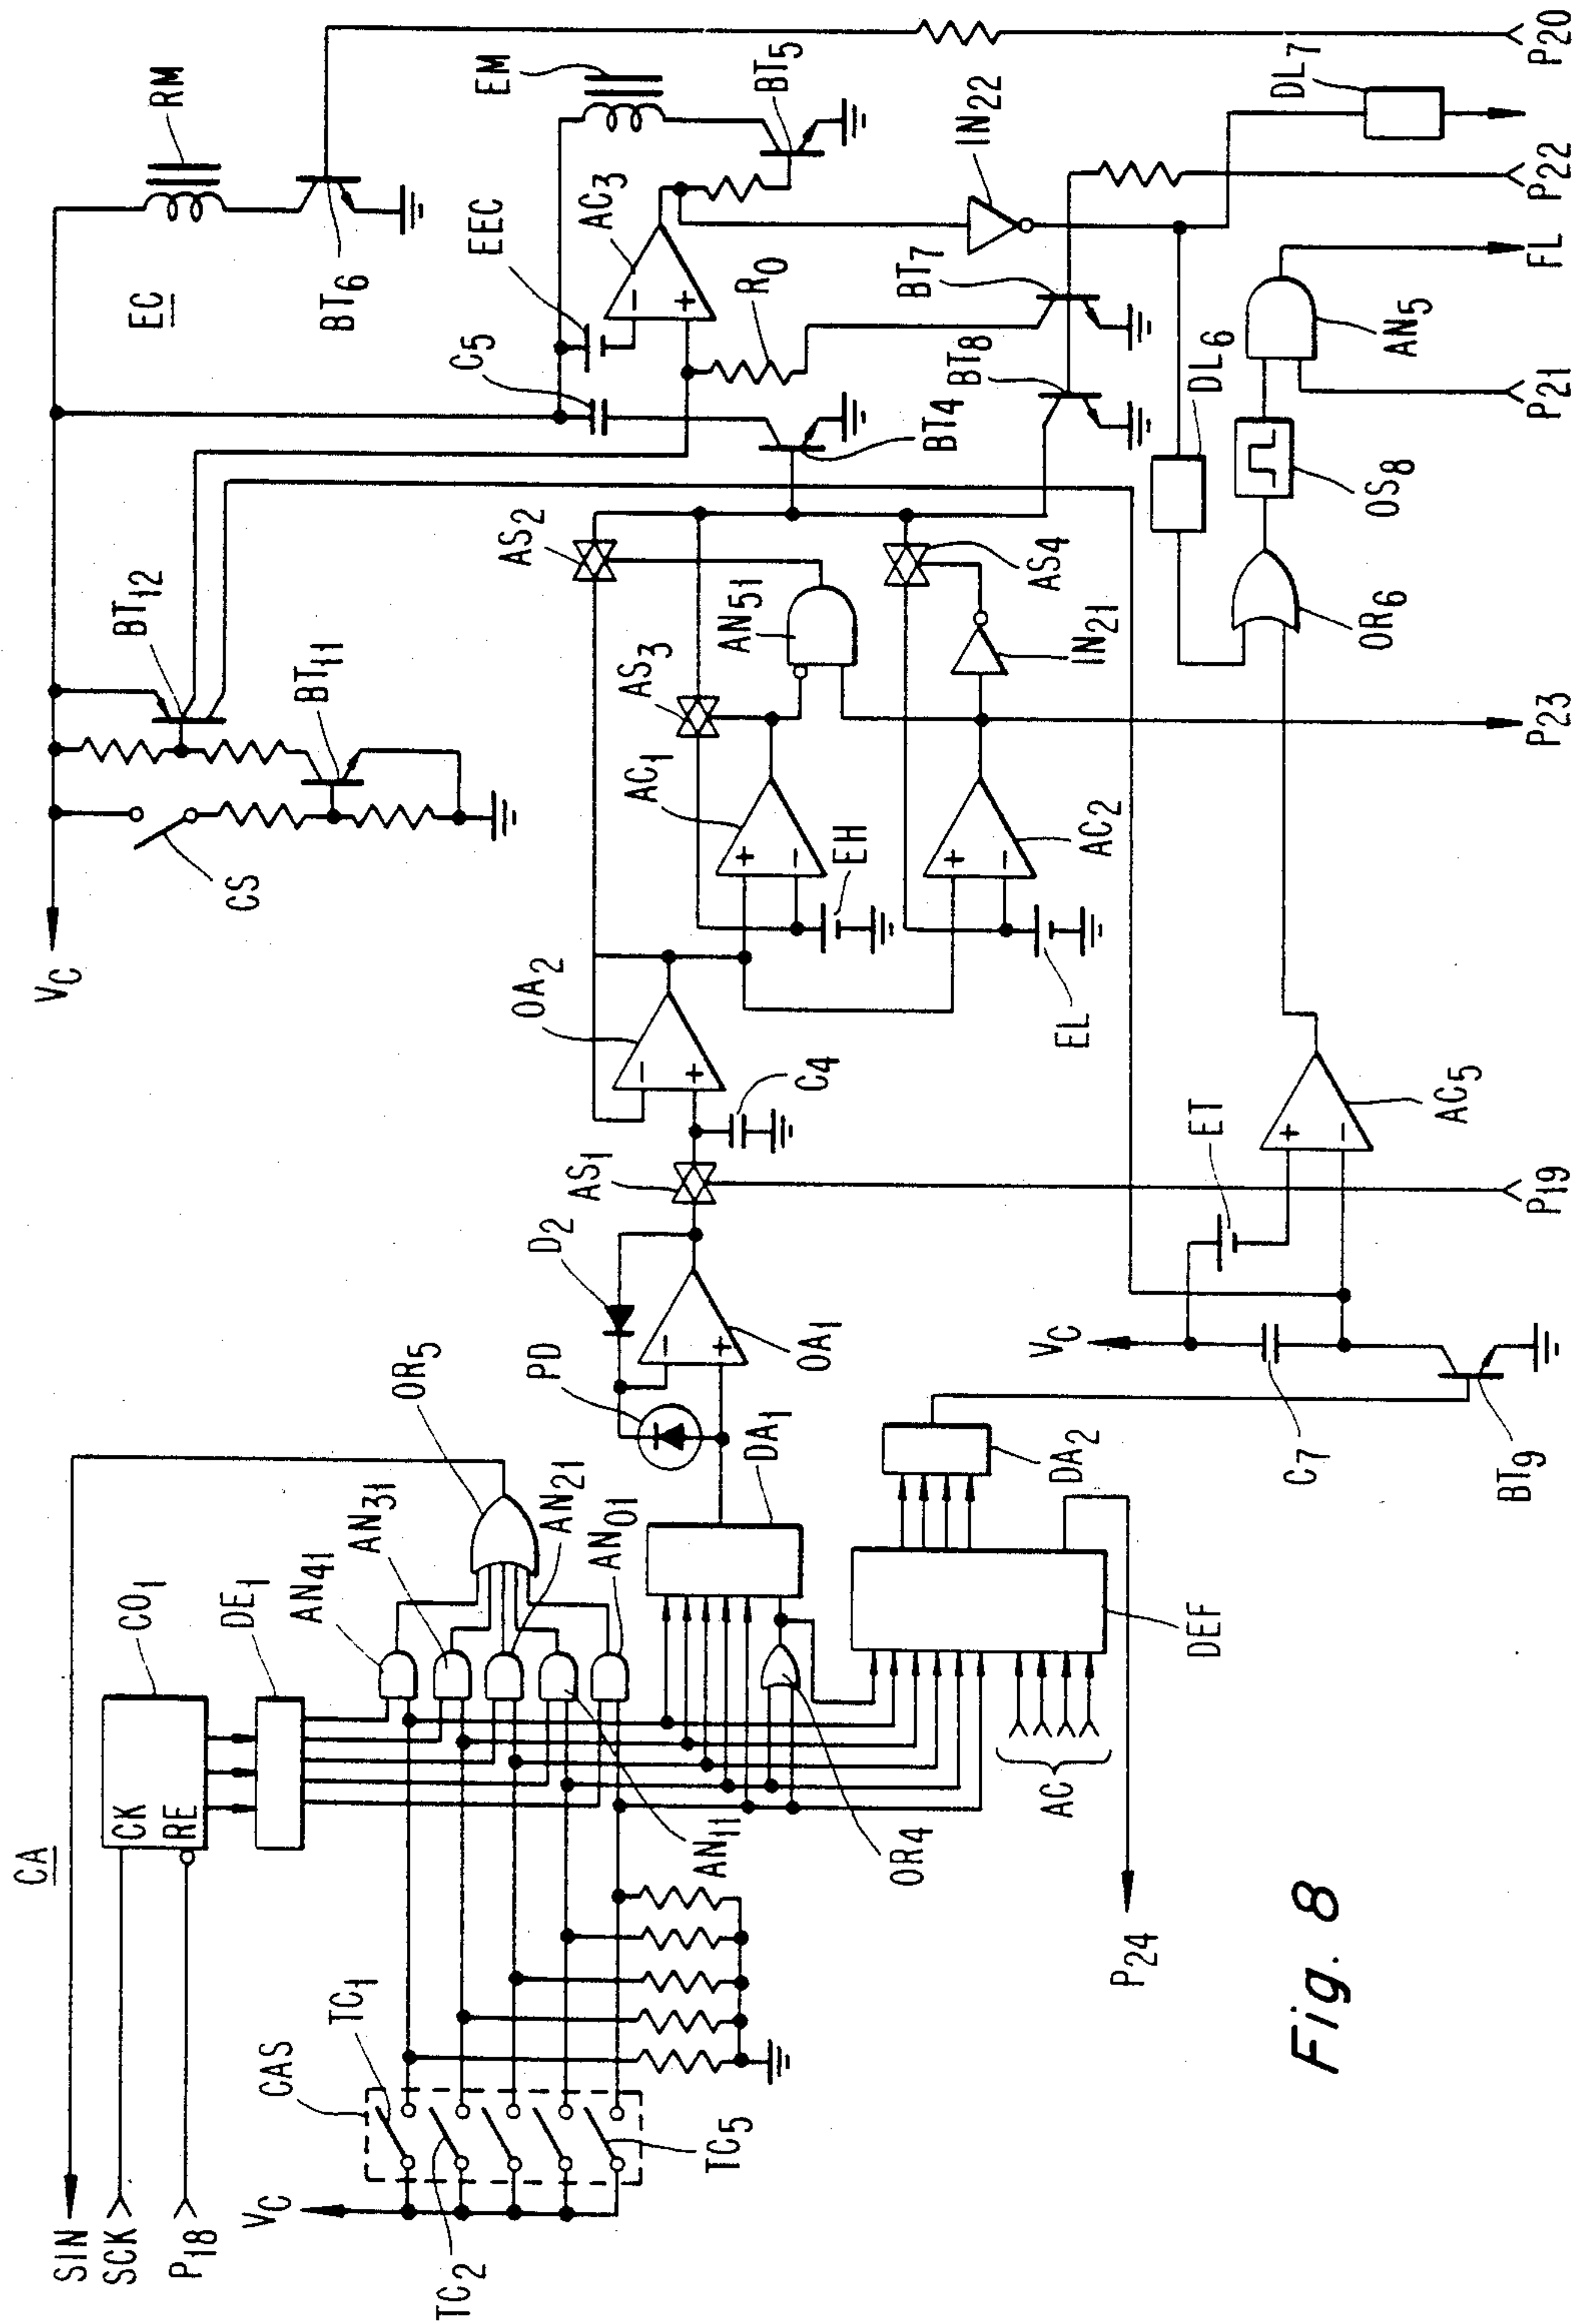 SIN
SCK
P18
CA
CK
RE
CO1
DE1
AN41
AN31
OR5
AN21
AN01
AN11
CAS
TC1
TC2
TC5
VC
OR4
DA1
PD
D2
OA1
AS1
C4
OA2
DEF
AC
P24
DA2
BT9
C7
VC
ET
AC5
P19
VC
CS
BT11
BT12
EC
BT6
RM
EM
BT5
EEC
AC3
C5
R0
BT4
BT8
BT7
IN22
AS2
AS3
AN51
AS4
IN21
AC1
EH
AC2
EL
P23
OR6
OS8
DL6
AN5
P21
FL
P22
DL7
P20
Fig. 8